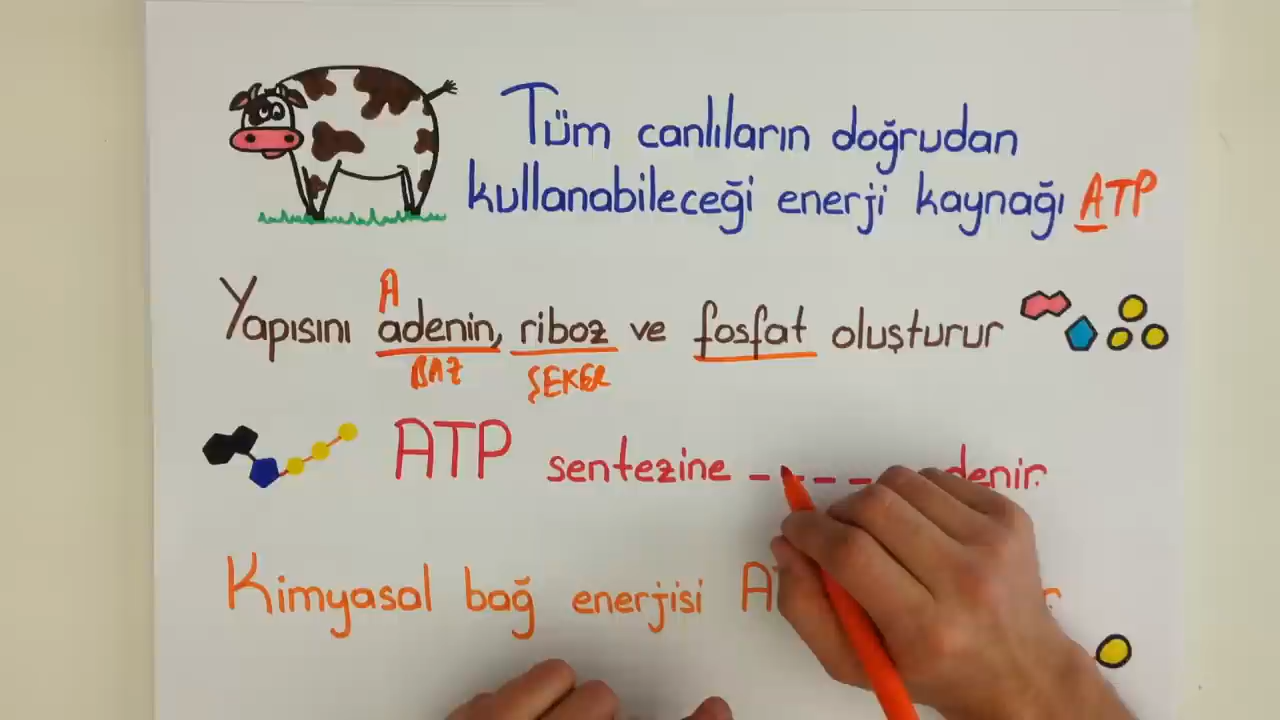 Tüm canlıların doğrudan
kullanabileceği enerji kaynağı ATP
A
Yapısını adenin, riboz ve fosfat oluşturur
BAZ ŞEKER
ATP sentezine _ _ _ _ denir.
Kimyasal bağ enerjisi